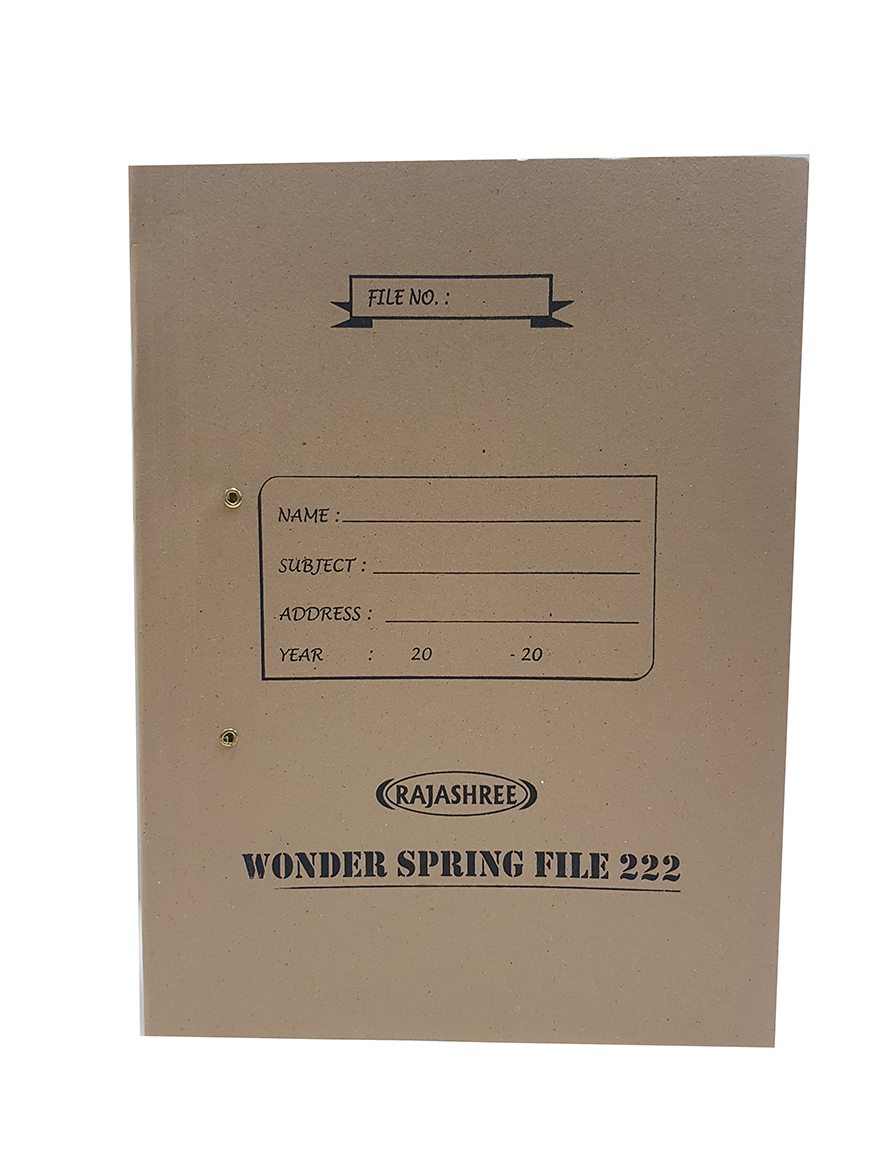 FILE NO. :
NAME :
SUBJECT :
ADDRESS :
YEAR : 20 - 20
RAJASHREE
WONDER SPRING FILE 222